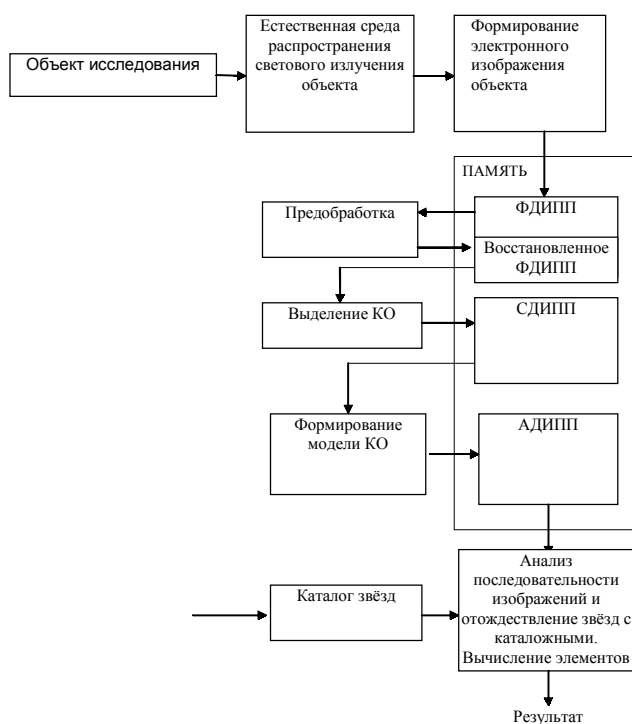 Объект исследования
Естественная среда
распространения
светового излучения
объекта
Формирование
электронного
изображения
объекта
ПАМЯТЬ
ФДИПП
Предобработка
Восстановленное
ФДИПП
Выделение КО
СДИПП
Формирование
модели КО
АДИПП
Каталог звёзд
Анализ
последовательности
изображений и
отождествление звёзд с
каталожными.
Вычисление элементов
Результат